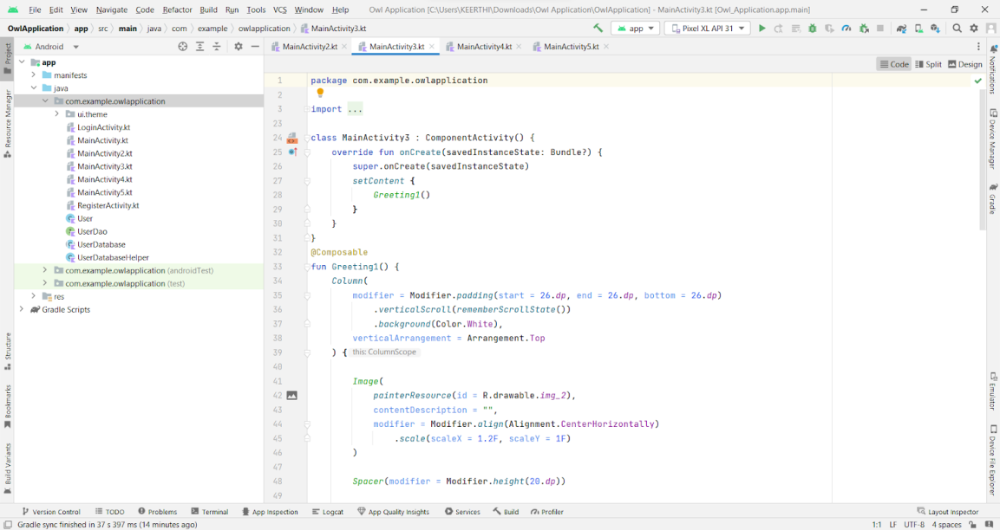 File Edit View Navigate Code Refactor Build Run Tools VCS Window Help Owl Application [C:\Users\KEERTHI\Downloads\Owl Application\OwlApplication] - MainActivity3.kt [Owl_Application.app.main]
OwlApplication app src main java com example owlapplication MainActivity3.kt app Pixel XL API 31
Project
Resource Manager
Structure
Bookmarks
Build Variants
Android
app
manifests
java
com.example.owlapplication
ui.theme
LoginActivity.kt
MainActivity.kt
MainActivity2.kt
MainActivity3.kt
MainActivity4.kt
MainActivity5.kt
RegisterActivity.kt
User
UserDao
UserDatabase
UserDatabaseHelper
com.example.owlapplication (androidTest)
com.example.owlapplication (test)
res
Gradle Scripts
MainActivity2.kt MainActivity3.kt MainActivity4.kt MainActivity5.kt
Code Split Design
1 package com.example.owlapplication
2
3 import ...
23
24 class MainActivity3 : ComponentActivity() {
25 override fun onCreate(savedInstanceState: Bundle?) {
26 super.onCreate(savedInstanceState)
27 setContent {
28 Greeting1()
29 }
30 }
31 }
32 @Composable
33 fun Greeting1() {
34 Column(
35 modifier = Modifier.padding(start = 26.dp, end = 26.dp, bottom = 26.dp)
36 .verticalScroll(rememberScrollState())
37 .background(Color.White),
38 verticalArrangement = Arrangement.Top
39 ) { this: ColumnScope
40
41 Image(
42 painterResource(id = R.drawable.img_2),
43 contentDescription = "",
44 modifier = Modifier.align(Alignment.CenterHorizontally)
45 .scale(scaleX = 1.2F, scaleY = 1F)
46 )
47
48 Spacer(modifier = Modifier.height(20.dp))
49
Notifications
Device Manager
Gradle
Emulator
Device File Explorer
Version Control TODO Problems Terminal App Inspection Logcat App Quality Insights Services Build Profiler Layout Inspector
Gradle sync finished in 37 s 397 ms (14 minutes ago) 1:1 LF UTF-8 4 spaces